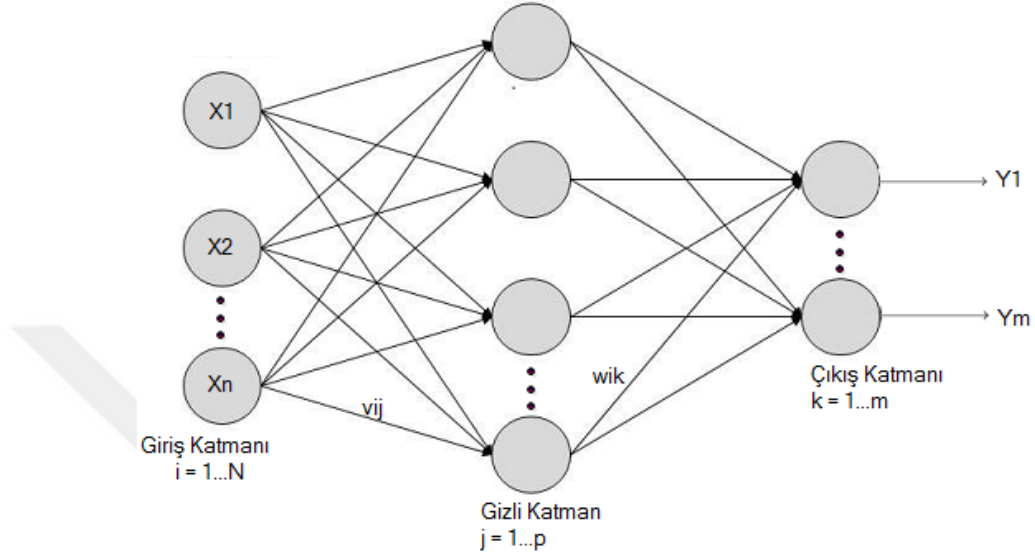 X1
X2
Xn
Giriş Katmanı
i = 1...N
vij
wik
Gizli Katman
j = 1...p
Y1
Ym
Çıkış Katmanı
k = 1...m